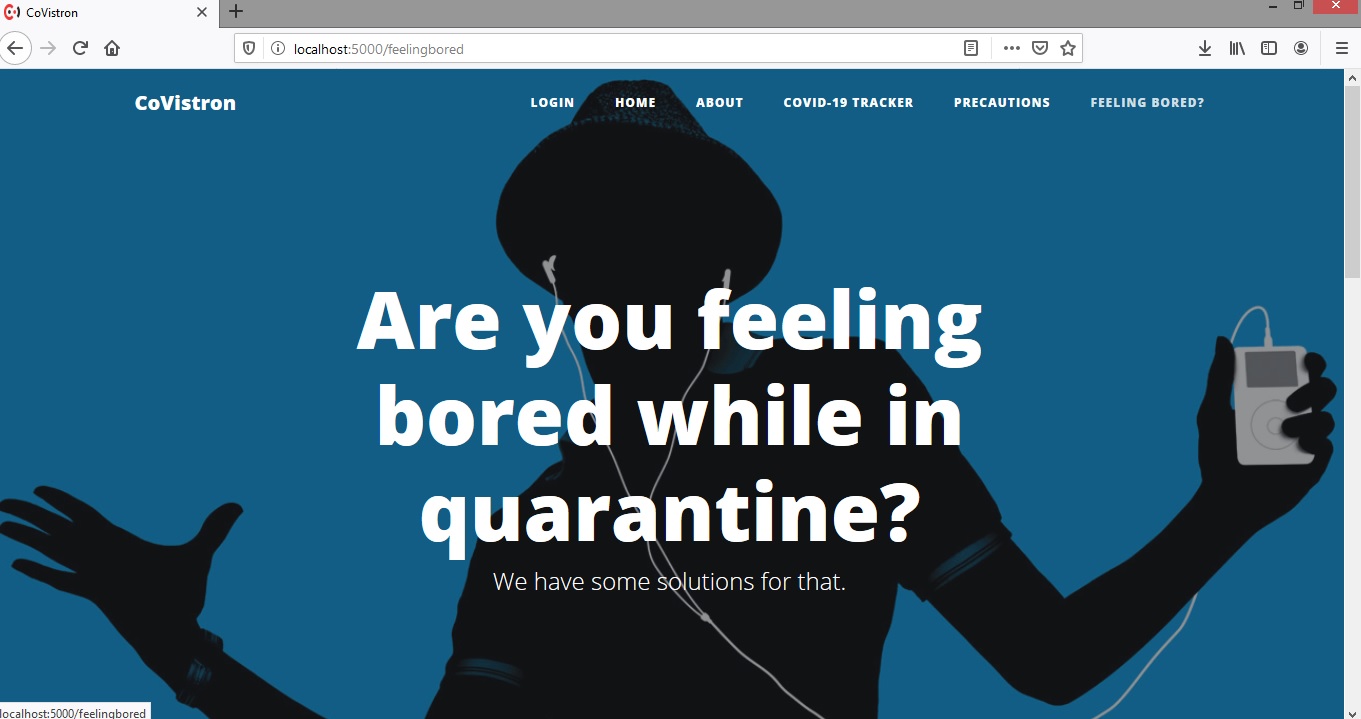 CoVistron
localhost:5000/feelingbored
CoVistron
LOGIN HOME ABOUT COVID-19 TRACKER PRECAUTIONS FEELING BORED?
Are you feeling
bored while in
quarantine?
We have some solutions for that.
localhost:5000/feelingbored